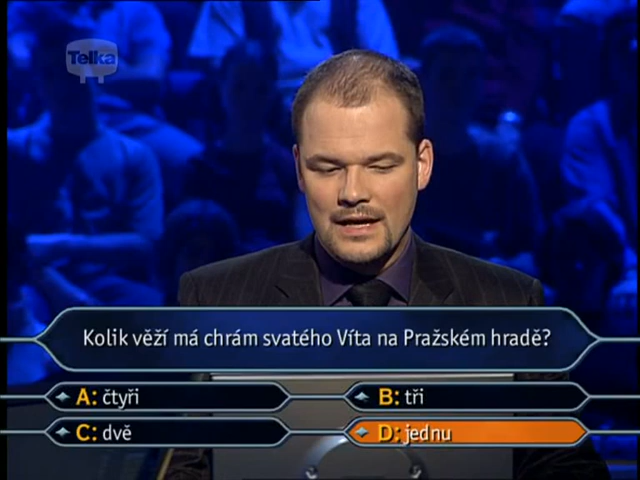 Telka
Kolik věží má chrám svatého Víta na Pražském hradě?
A: čtyři
B: tři
C: dvě
D: jednu